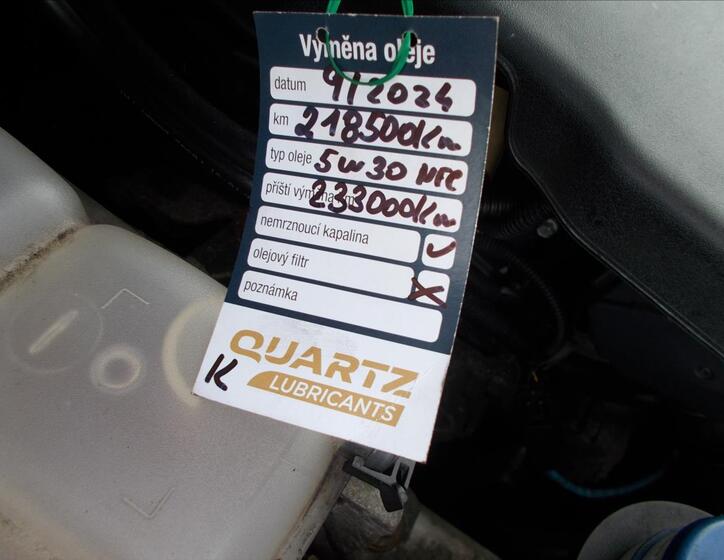 Výměna oleje
datum 9/2024
km 218500km
typ oleje 5w30 NFC
příští výměna km 233000km
nemrznoucí kapalina ✓
olejový filtr X
poznámka
QUARTZ
K LUBRICANTS